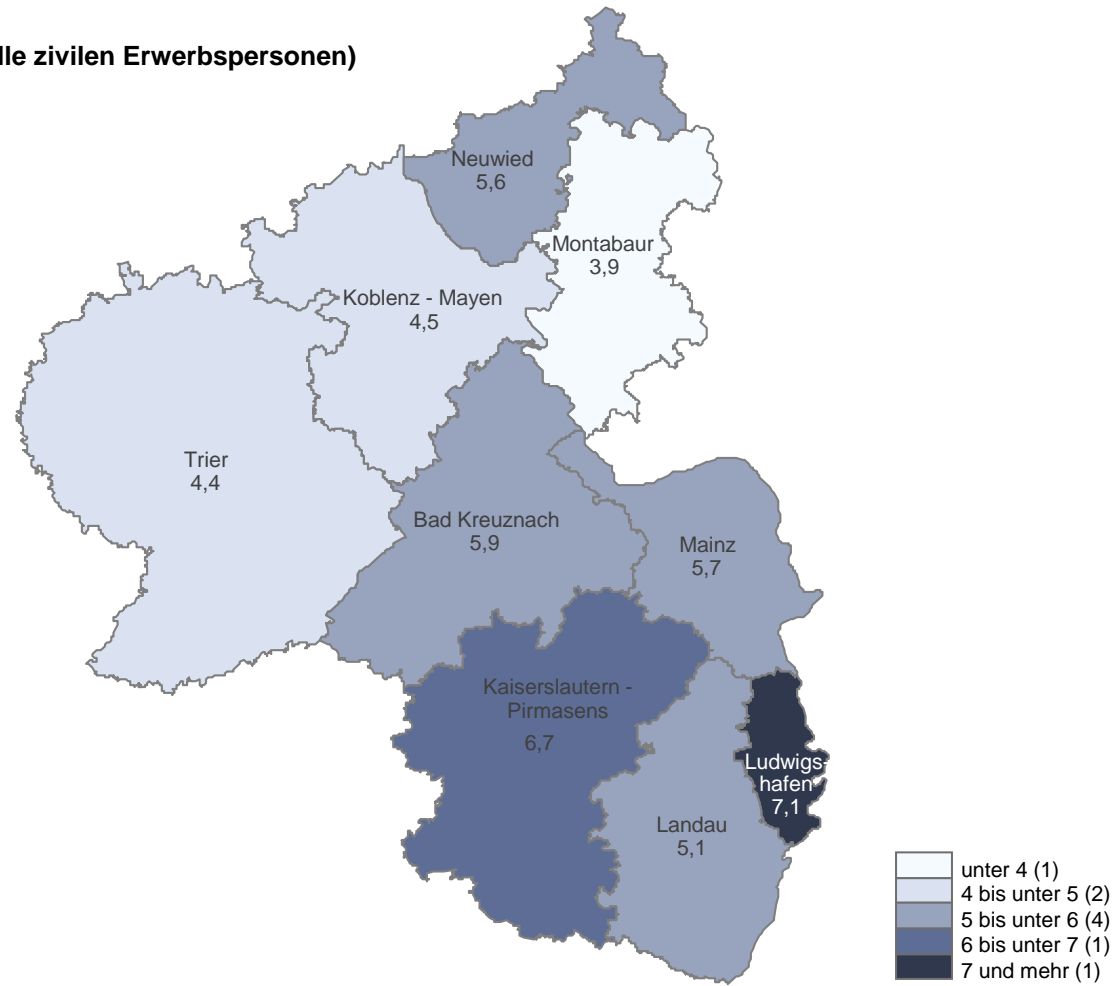 lle zivilen Erwerbspersonen)
Neuwied
5,6
Montabaur
3,9
Koblenz - Mayen
4,5
Trier
4,4
Bad Kreuznach
5,9
Mainz
5,7
Kaiserslautern -
Pirmasens
6,7
Ludwigs-
hafen
7,1
Landau
5,1
unter 4 (1)
4 bis unter 5 (2)
5 bis unter 6 (4)
6 bis unter 7 (1)
7 und mehr (1)